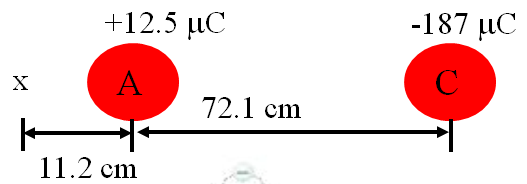 +12.5 μC
-187 μC
x
A
C
72.1 cm
11.2 cm